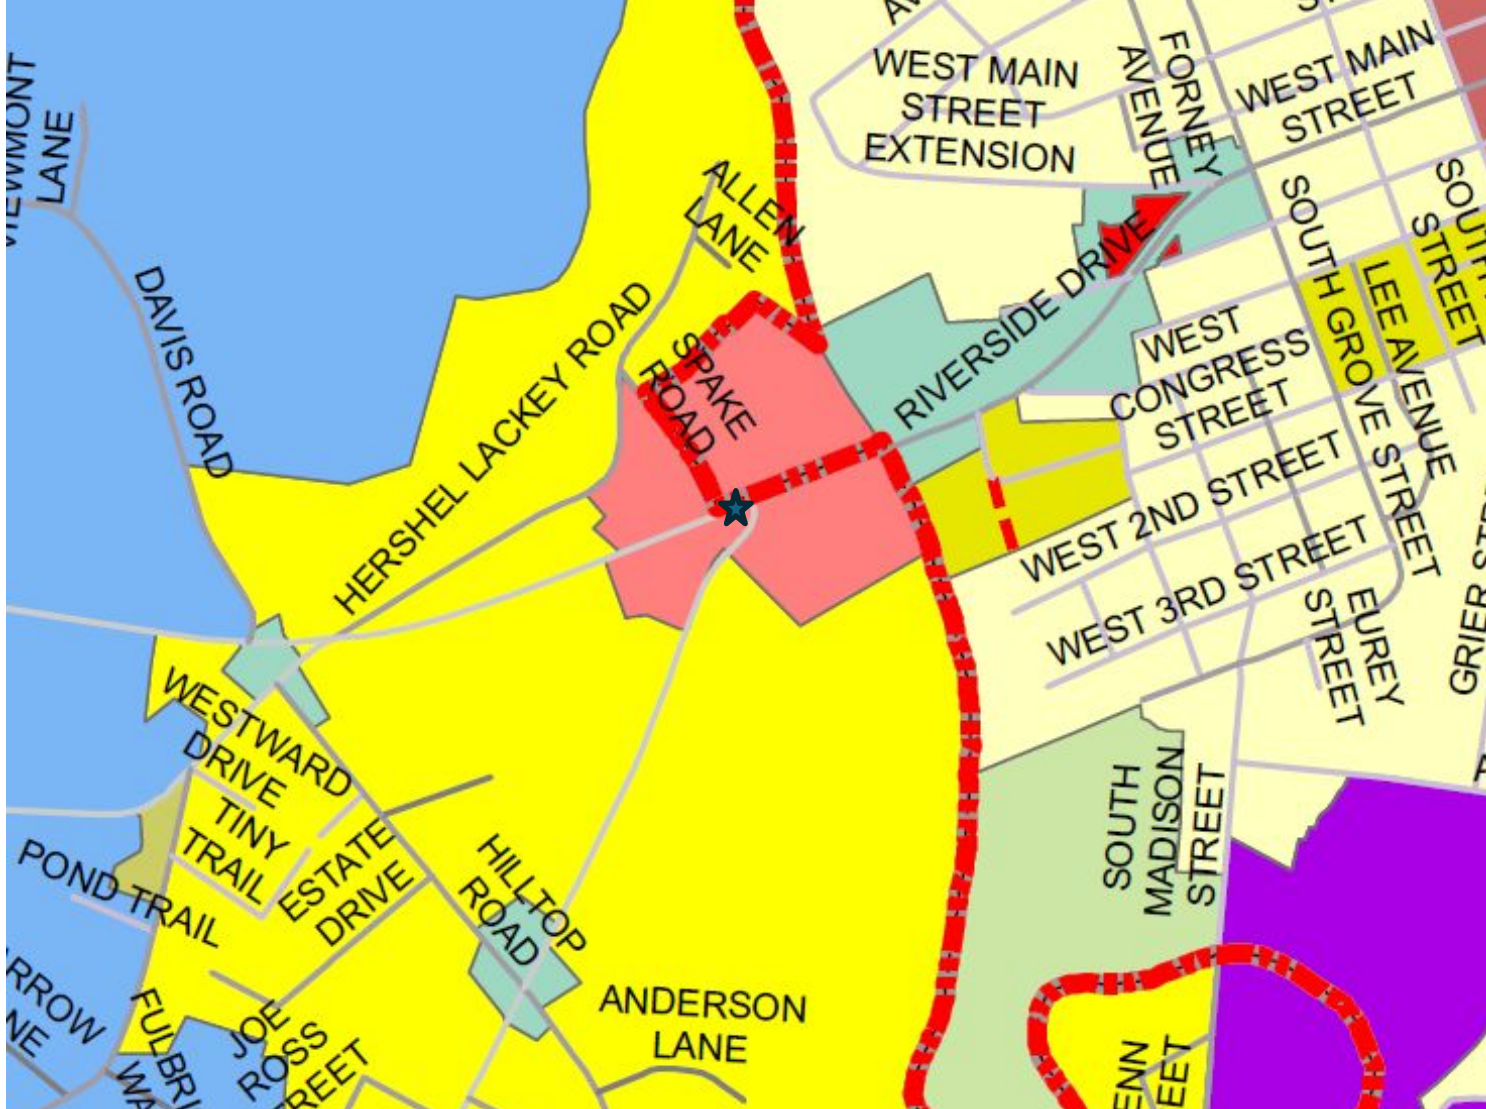 WEST MAIN
STREET
EXTENSION
FORNEY
AVENUE
WEST MAIN
STREET
LANE
ALLEN
LANE
SOUTH
STREET
DAVIS ROAD
HERSHEL LACKEY ROAD
SPAKE
ROAD
RIVERSIDE DRIVE
SOUTH GROVE STREET
LEE AVENUE
WEST
CONGRESS
STREET
WEST 2ND STREET
WEST 3RD STREET
EUREY
STREET
WESTWARD
DRIVE
TINY
TRAIL
ESTATE
DRIVE
POND TRAIL
HILLTOP
ROAD
SOUTH
MADISON
STREET
ANDERSON
LANE
JOE
ROSS